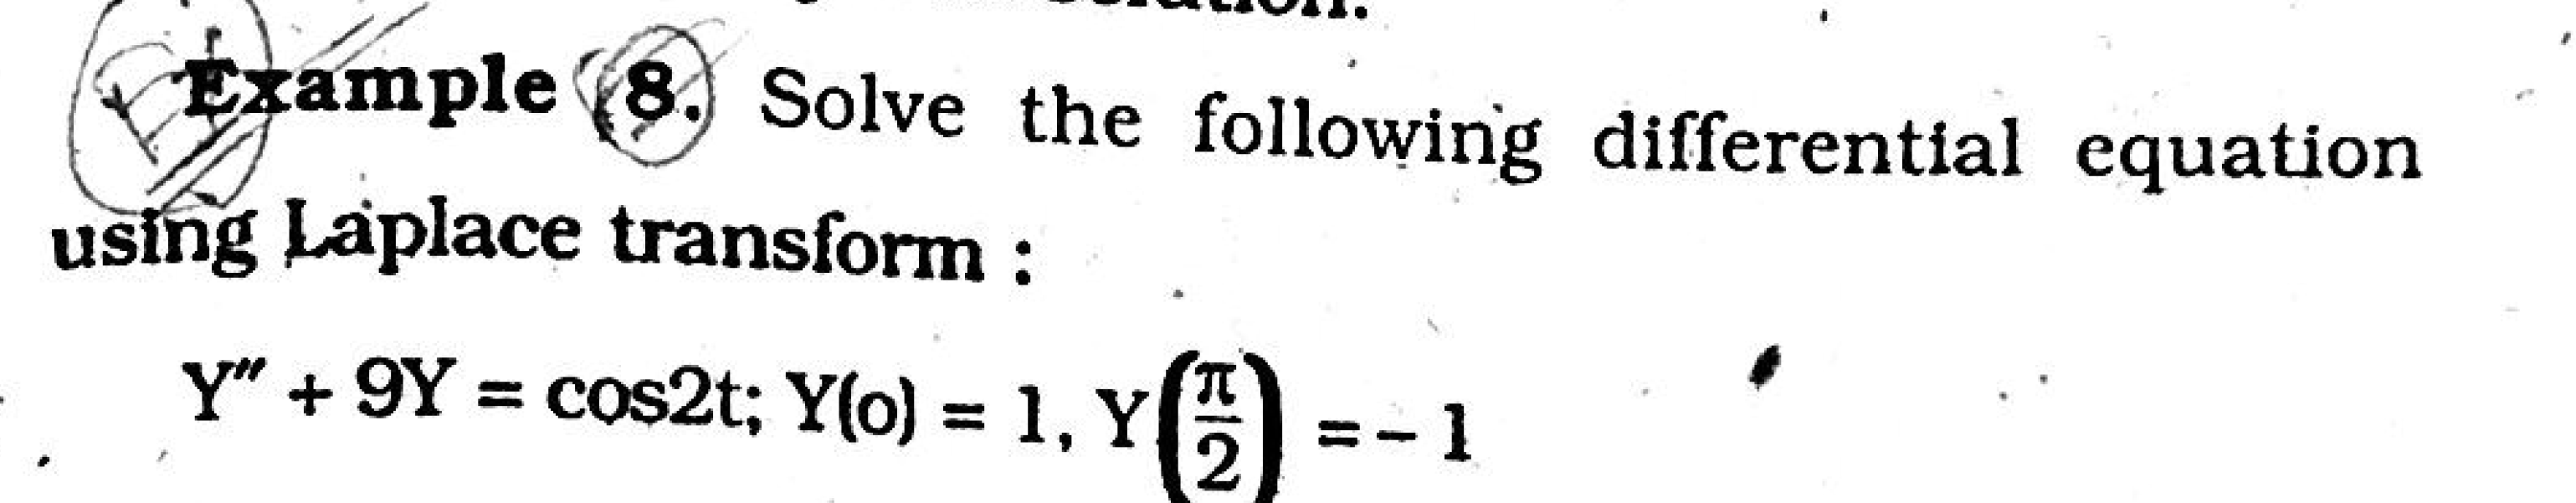 Example 8. Solve the following differential equation
using Laplace transform :
Y″ + 9Y = cos2t; Y(o) = 1, Y(π/2) = – 1